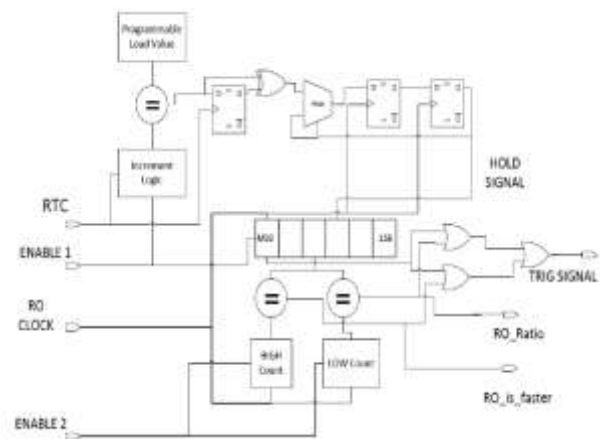 Programmable
Load Value
=
Increment
Logic
MUX
HOLD
SIGNAL
RTC
ENABLE 1
MSB
LSB
TRIG SIGNAL
RO
CLOCK
=
=
RO_Ratio
HIGH
Count
LOW Count
RO_is_faster
ENABLE 2